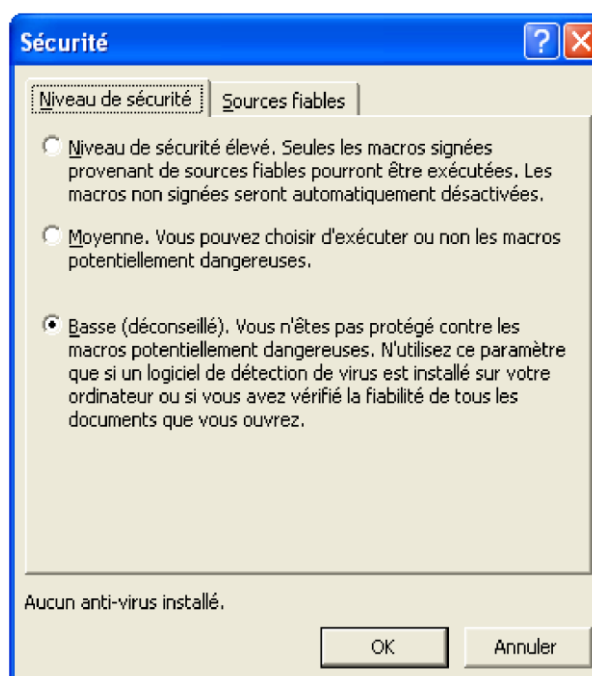 Sécurité
Niveau de sécurité
Sources fiables
Niveau de sécurité élevé. Seules les macros signées
provenant de sources fiables pourront être exécutées. Les
macros non signées seront automatiquement désactivées.
Moyenne. Vous pouvez choisir d'exécuter ou non les macros
potentiellement dangereuses.
Basse (déconseillé). Vous n'êtes pas protégé contre les
macros potentiellement dangereuses. N'utilisez ce paramètre
que si un logiciel de détection de virus est installé sur votre
ordinateur ou si vous avez vérifié la fiabilité de tous les
documents que vous ouvrez.
Aucun anti-virus installé.
OK
Annuler